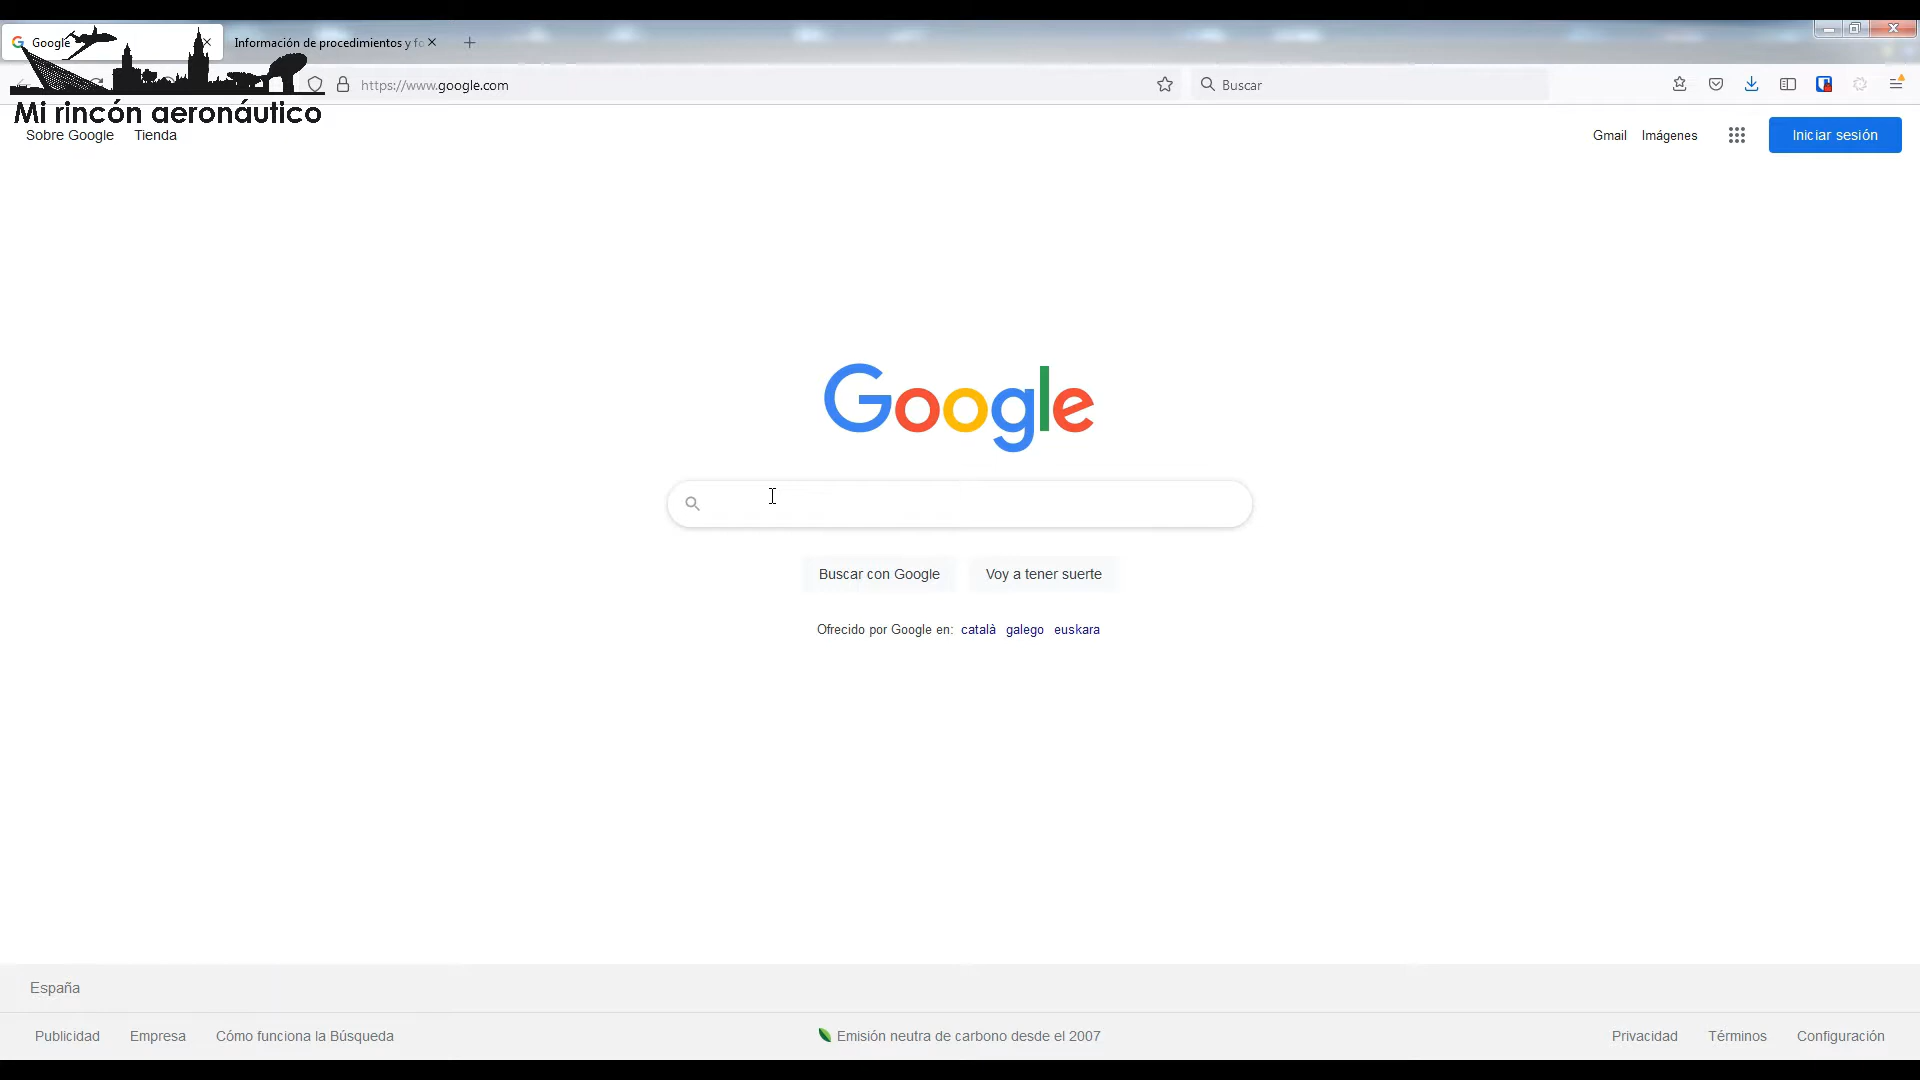 Google
Información de procedimientos y fo
Mi rincón aeronáutico
https://www.google.com
Buscar
Sobre Google Tienda
Gmail Imágenes
Iniciar sesión
Google
Buscar con Google Voy a tener suerte
Ofrecido por Google en: català galego euskara
España
Publicidad Empresa Cómo funciona la Búsqueda
Emisión neutra de carbono desde el 2007
Privacidad Términos Configuración